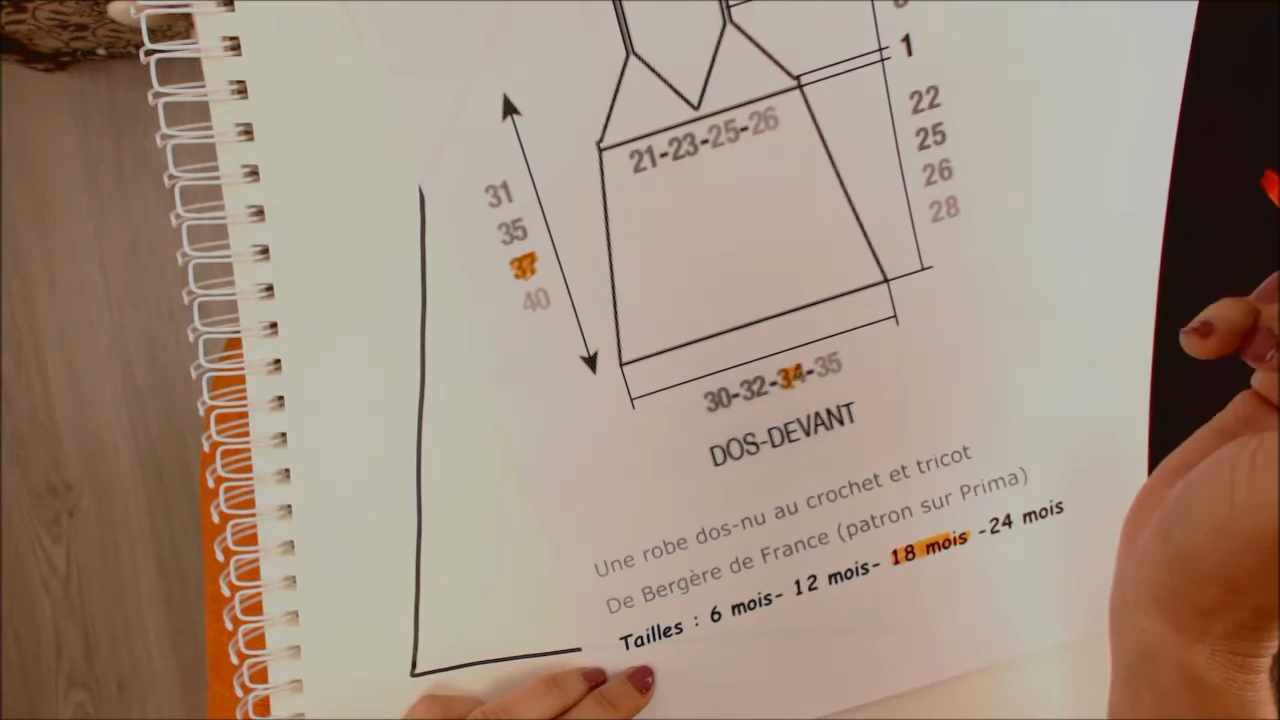 1
22
25
26
28
21-23-25-26
31
35
37
40
30-32-34-35
DOS-DEVANT
Une robe dos-nu au crochet et tricot
De Bergère de France (patron sur Prima)
Tailles : 6 mois- 12 mois- 18 mois -24 mois